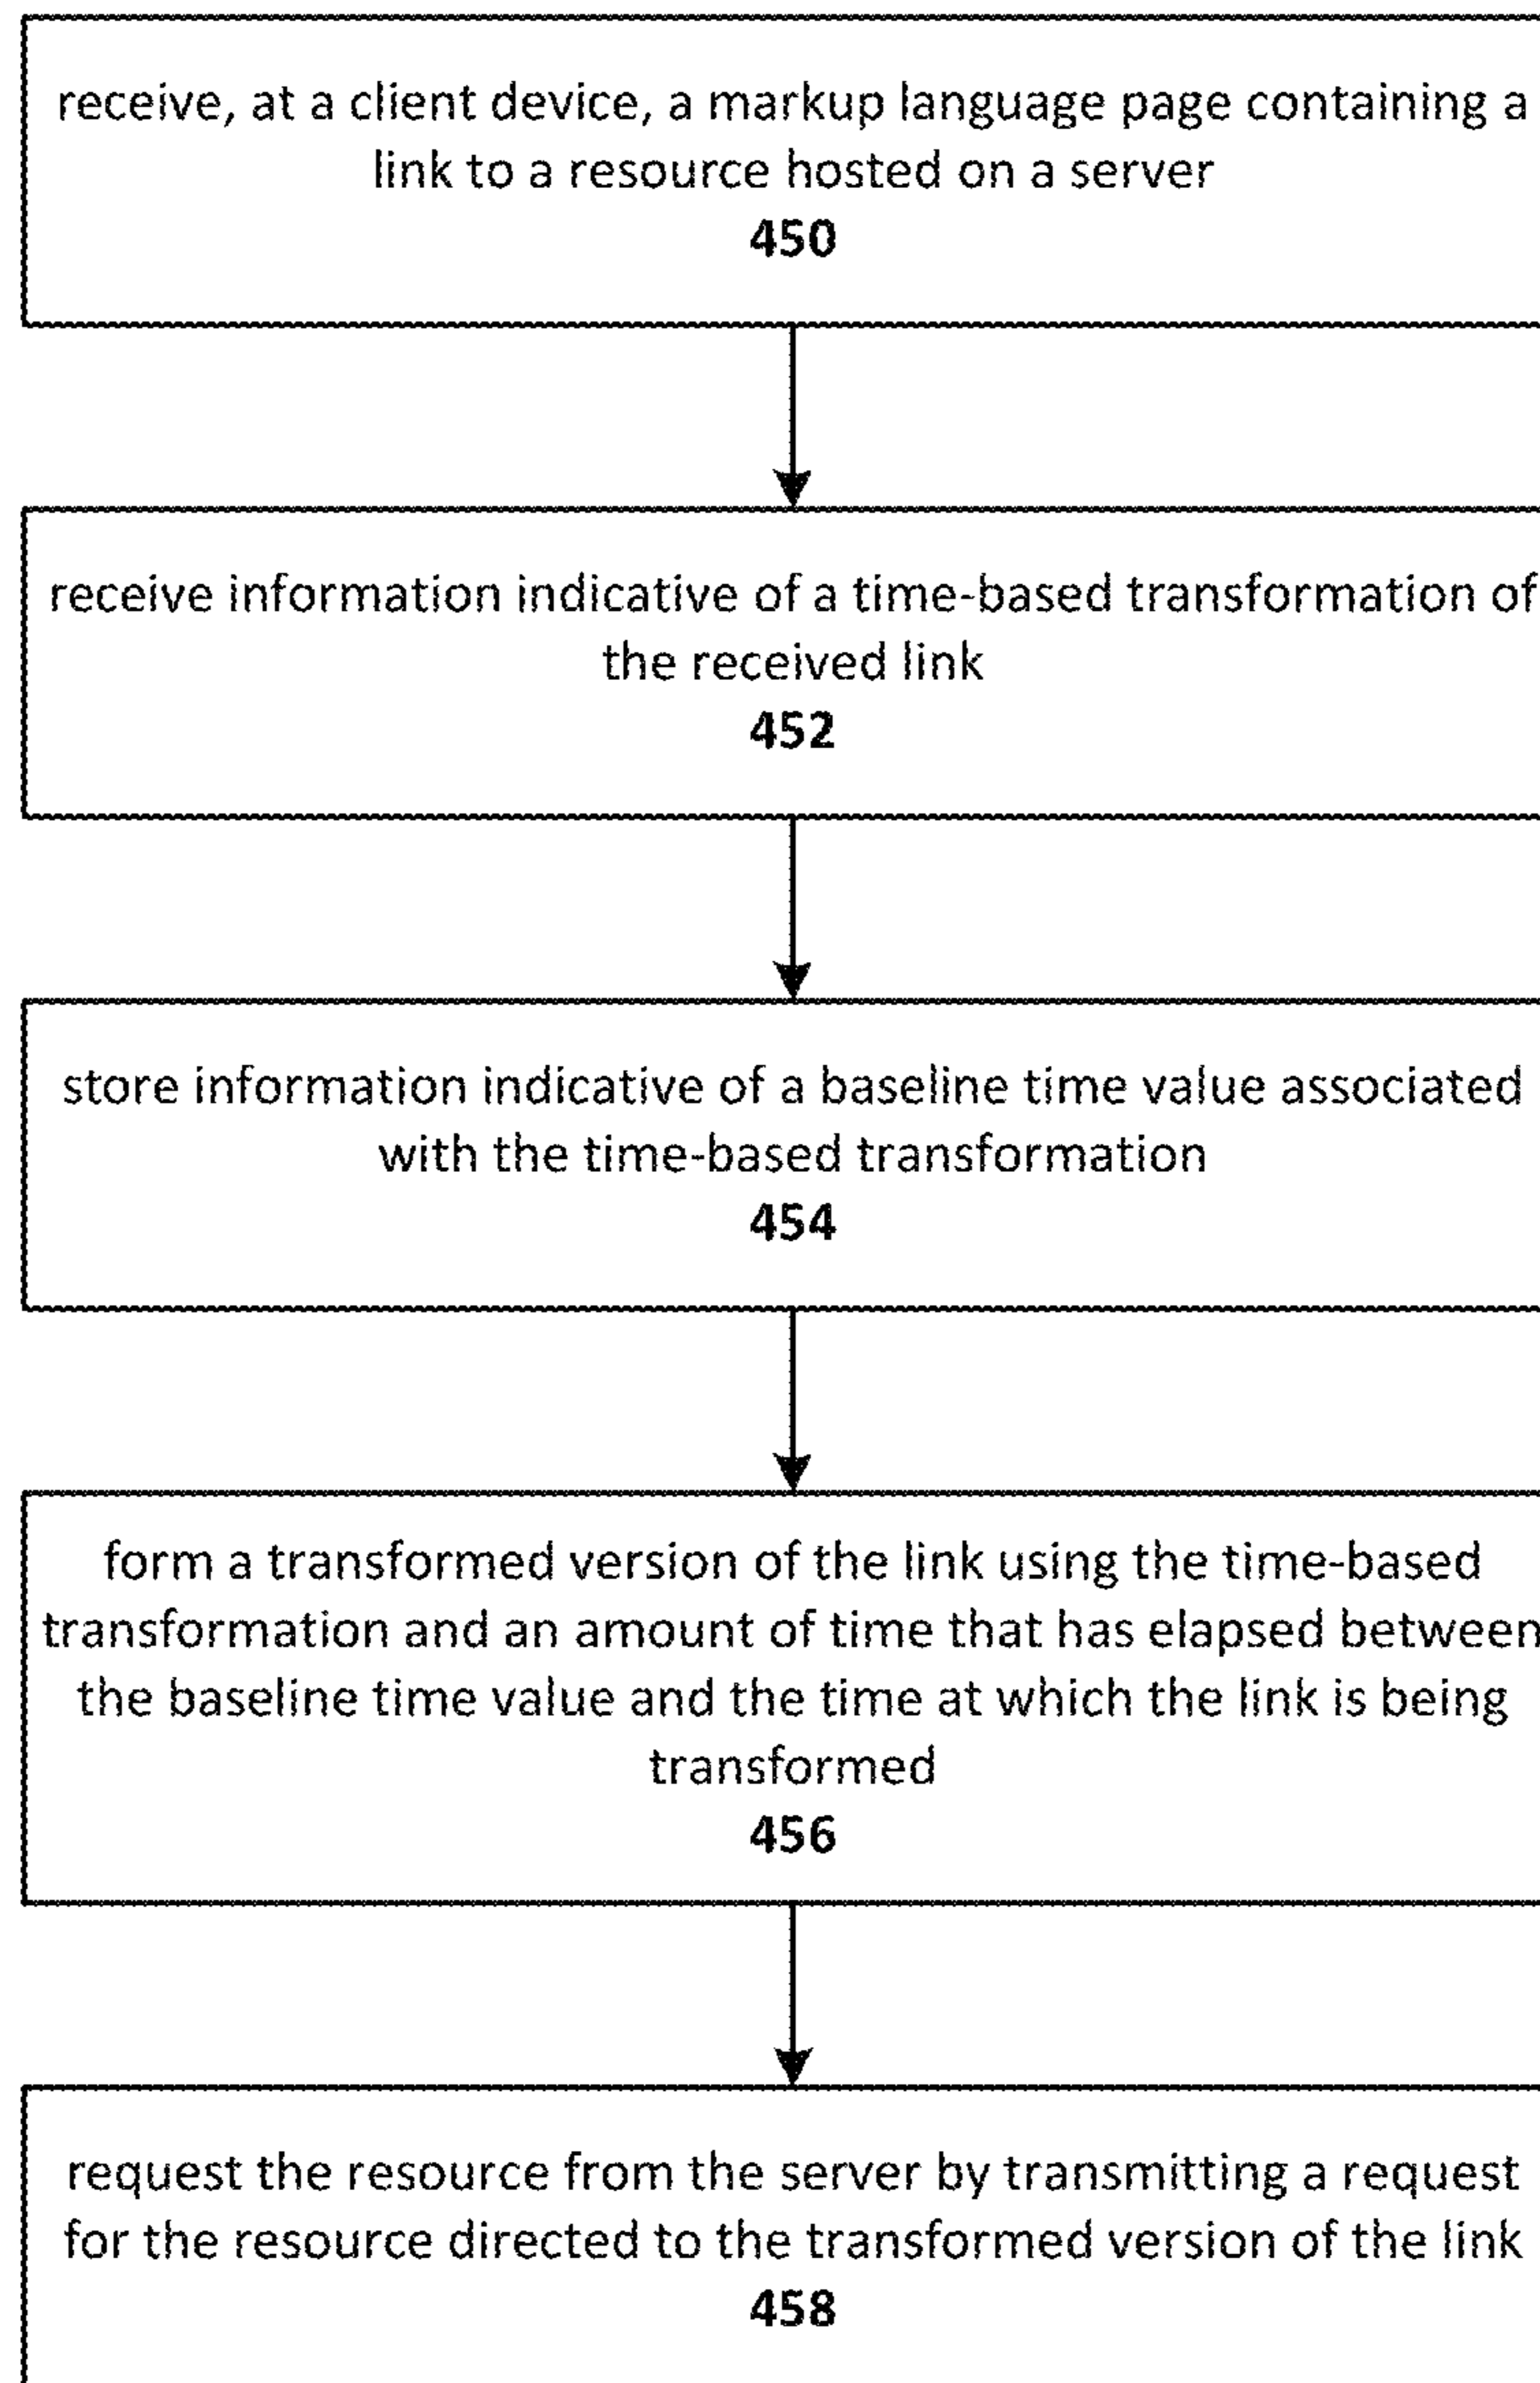 receive, at a client device, a markup language page containing a
link to a resource hosted on a server
450
receive information indicative of a time-based transformation of
the received link
452
store information indicative of a baseline time value associated
with the time-based transformation
454
form a transformed version of the link using the time-based
transformation and an amount of time that has elapsed between
the baseline time value and the time at which the link is being
transformed
456
request the resource from the server by transmitting a request
for the resource directed to the transformed version of the link
458